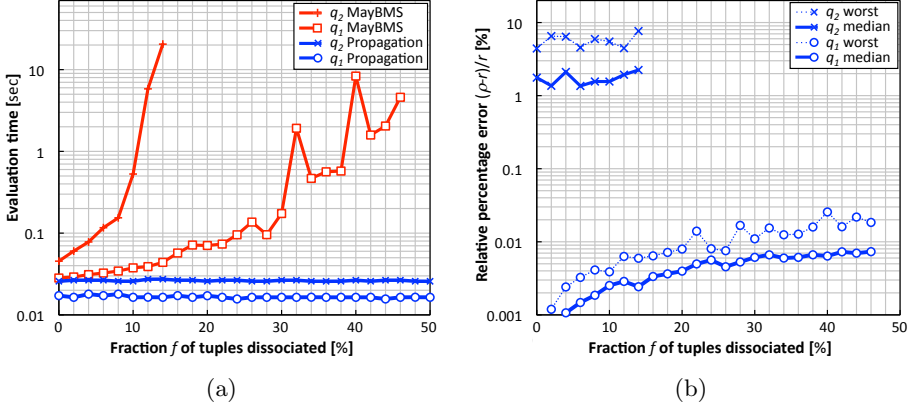 q2 MayBMS
q1 MayBMS
q2 Propagation
q1 Propagation
10
1
0.1
0.01
Evaluation time [sec]
0 10 20 30 40 50
Fraction f of tuples dissociated [%]
(a)
q2 worst
q2 median
q1 worst
q1 median
10
1
0.1
0.01
0.001
Relative percentage error (ρ-r)/r [%]
0 10 20 30 40 50
Fraction f of tuples dissociated [%]
(b)